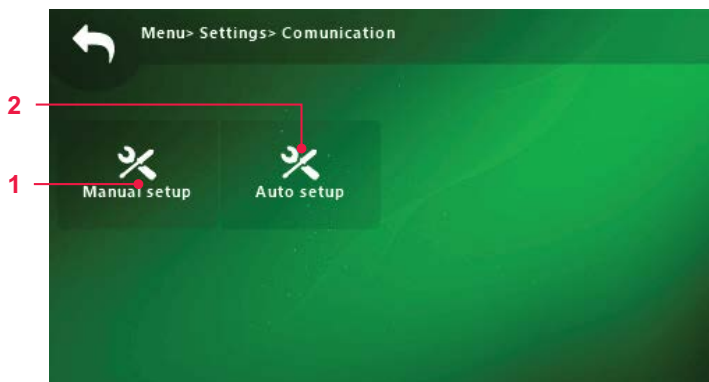 Menu> Settings> Comunication
2
1
Manual setup
Auto setup